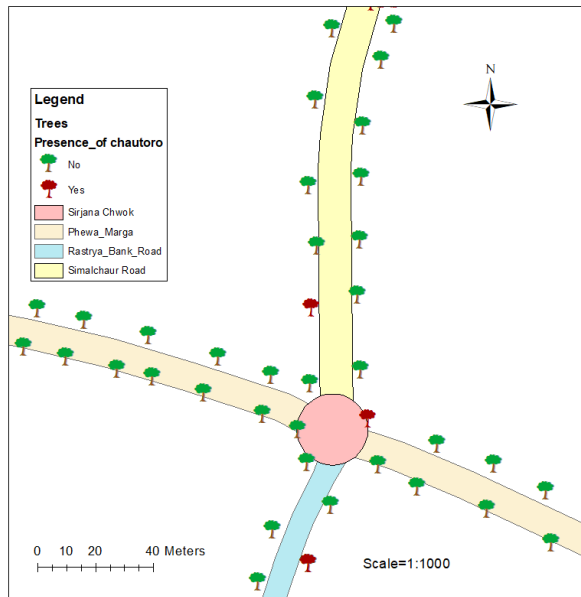 N
Legend
Trees
Presence_of chautoro
No
Yes
Sirjana Chwok
Phewa_Marga
Rastrya_Bank_Road
Simalchaur Road
0 10 20 40 Meters
Scale=1:1000